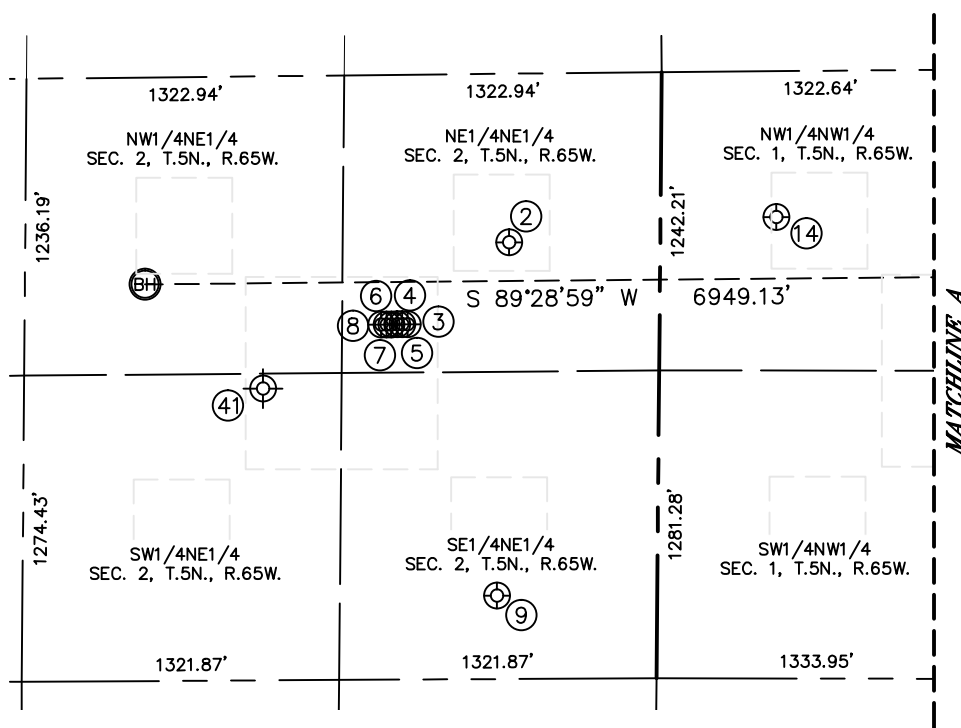 1322.94'
1322.94'
1322.64'
NW1/4NE1/4
SEC. 2, T.5N., R.65W.
NE1/4NE1/4
SEC. 2, T.5N., R.65W.
NW1/4NW1/4
SEC. 1, T.5N., R.65W.
1236.19'
2
1242.21'
14
BH
6
4
S 89°28'59" W
6949.13'
8
3
7
5
MATCHLINE A
41
1274.43'
1281.28'
SW1/4NE1/4
SEC. 2, T.5N., R.65W.
SE1/4NE1/4
SEC. 2, T.5N., R.65W.
SW1/4NW1/4
SEC. 1, T.5N., R.65W.
9
1321.87'
1321.87'
1333.95'